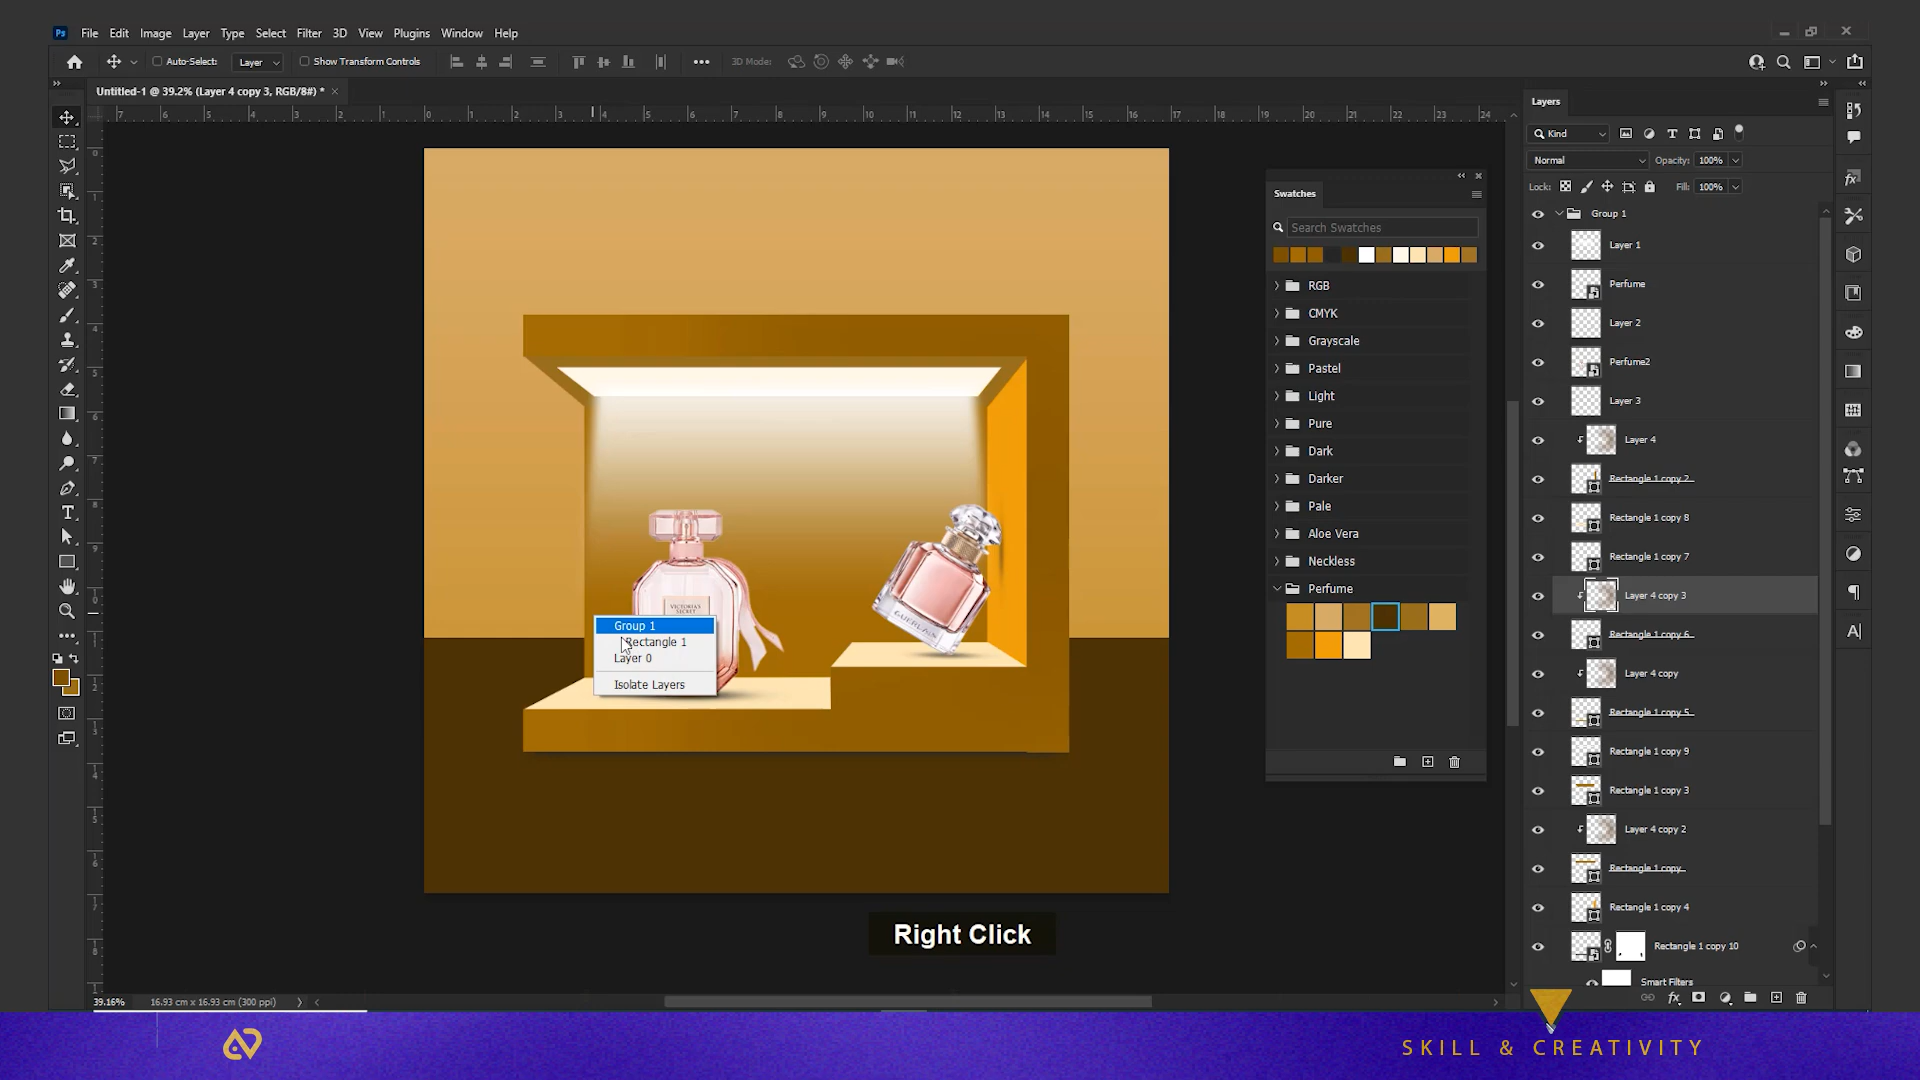 Ps File Edit Image Layer Type Select Filter 3D View Plugins Window Help
Auto-Select: Layer Show Transform Controls 3D Mode:
Untitled-1 @ 39.2% (Layer 4 copy 3, RGB/8#) *
Layers
Kind
Normal Opacity: 100%
Lock: Fill: 100%
Group 1
Layer 1
Perfume
Layer 2
Perfume2
Layer 3
Layer 4
Rectangle 1 copy 2
Rectangle 1 copy 8
Rectangle 1 copy 7
Layer 4 copy 3
Rectangle 1 copy 6
Layer 4 copy
Rectangle 1 copy 5
Rectangle 1 copy 9
Rectangle 1 copy 3
Layer 4 copy 2
Rectangle 1 copy
Rectangle 1 copy 4
Rectangle 1 copy 10
Smart Filters
Swatches
Search Swatches
RGB
CMYK
Grayscale
Pastel
Light
Pure
Dark
Darker
Pale
Aloe Vera
Neckless
Perfume
VICTORIA'S
SECRET
GUERLAIN
Group 1
Rectangle 1
Layer 0
Isolate Layers
Right Click
39.16% 16.93 cm x 16.93 cm (300 ppi)
SKILL & CREATIVITY